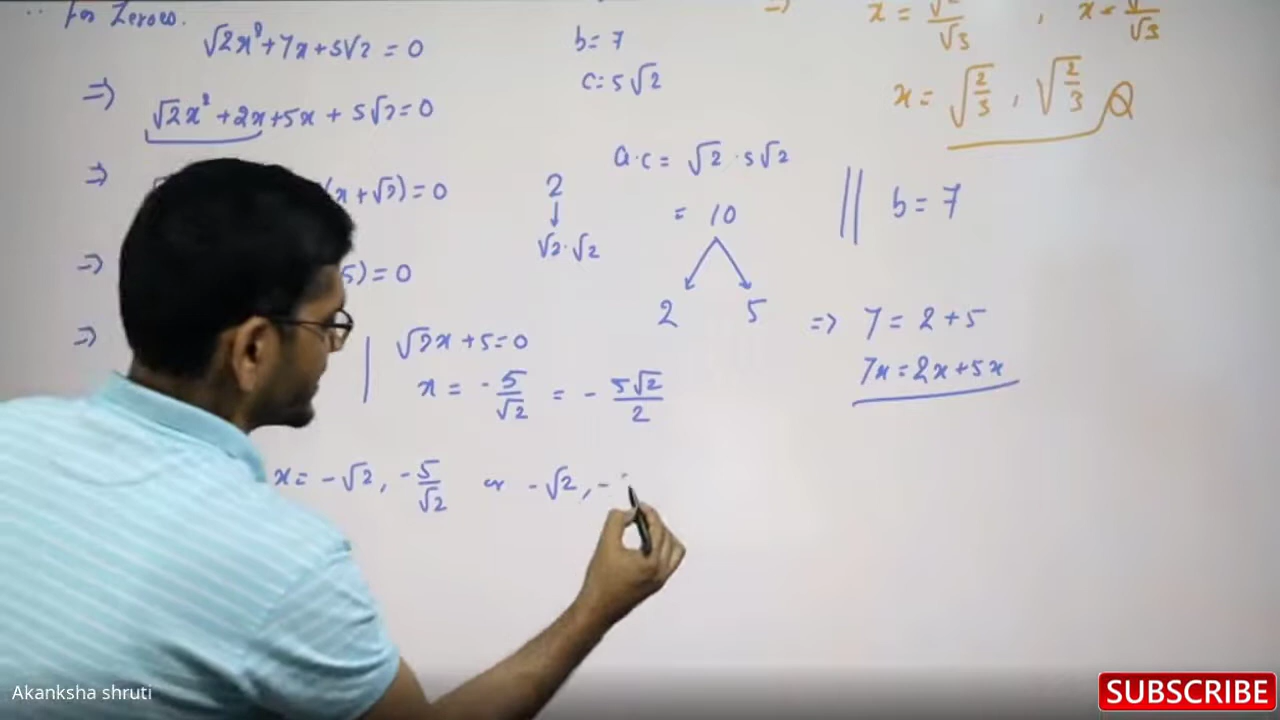 ∴ for Zeroes.
√2x²+7x+5√2 = 0
⇒ √2x²+2x+5x + 5√2=0
⇒ (x+√2)=0
⇒ 5)=0
⇒ √2x+5=0
x = -5/√2 = - 5√2/2
x= -√2, -5/√2 or -√2, -
b=7
c=5√2
a·c= √2·5√2
= 10
2 5
2
↓
√2·√2
|| b=7
⇒ 7=2+5
7x=2x+5x
⇒
x = √3 , x = √3
x = √2/3 , √2/3
Akanksha shruti
SUBSCRIBE